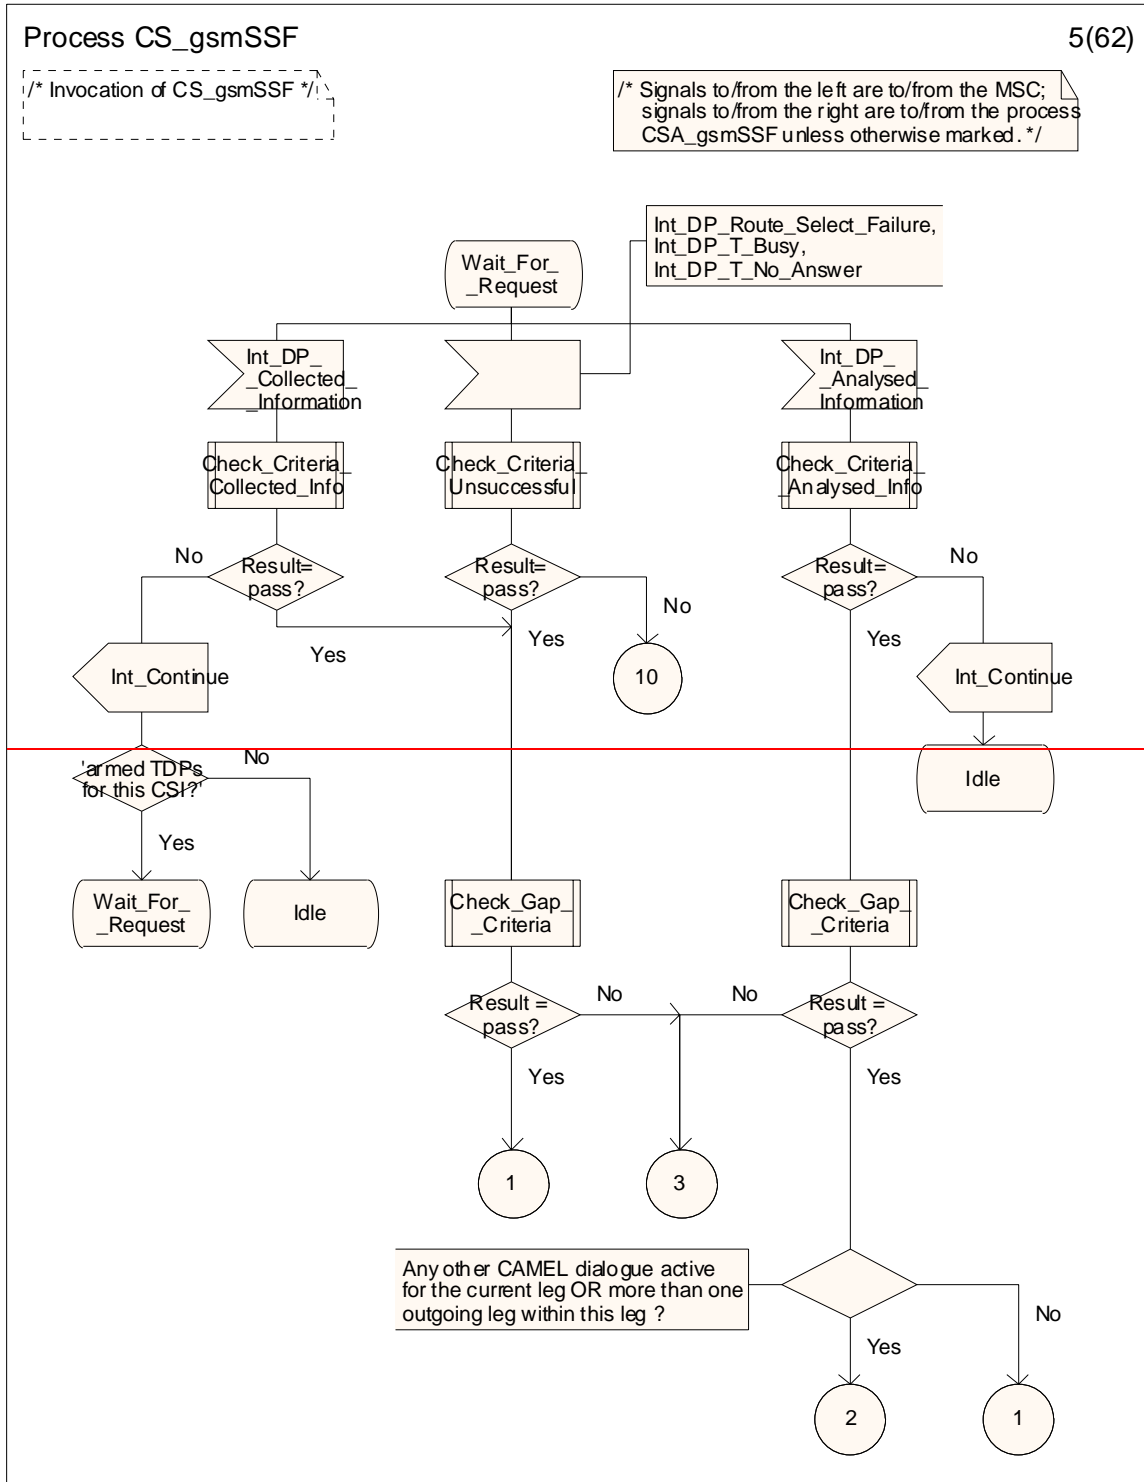 Process CS_gsmSSF
5(62)
/* Invocation of CS_gsmSSF */
/* Signals to/from the left are to/from the MSC;
signals to/from the right are to/from the process
CSA_gsmSSF unless otherwise marked. */
Int_DP_Route_Select_Failure,
Int_DP_T_Busy,
Int_DP_T_No_Answer
Wait_For_
_Request
Int_DP_
_Collected_
_Information
Int_DP_
_Analysed_
Information
Check_Criteria_
Collected_Info
Check_Criteria_
Unsuccessful
Check_Criteria_
_Analysed_Info
No
Result=
pass?
Yes
Result=
pass?
No
Yes
Result=
pass?
No
Yes
Int_Continue
10
Int_Continue
'armed TDPs
for this CSI?'
No
Yes
Idle
Wait_For_
_Request
Idle
Check_Gap_
_Criteria
Check_Gap_
_Criteria
Result =
pass?
No
No
Result =
pass?
Yes
Yes
1
3
Any other CAMEL dialogue active
for the current leg OR more than one
outgoing leg within this leg ?
No
Yes
2
1